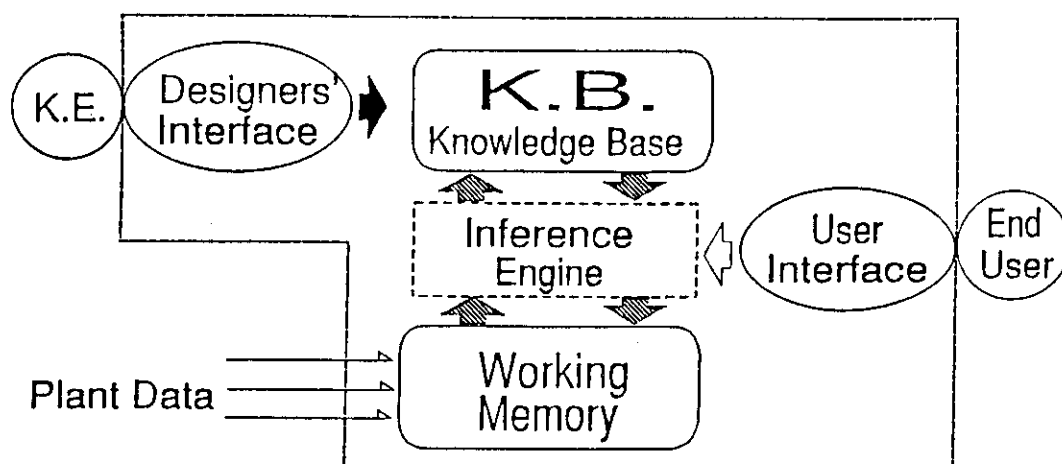 K.E.
Designers'
Interface
K.B.
Knowledge Base
Inference
Engine
User
Interface
End
User
Plant Data
Working
Memory